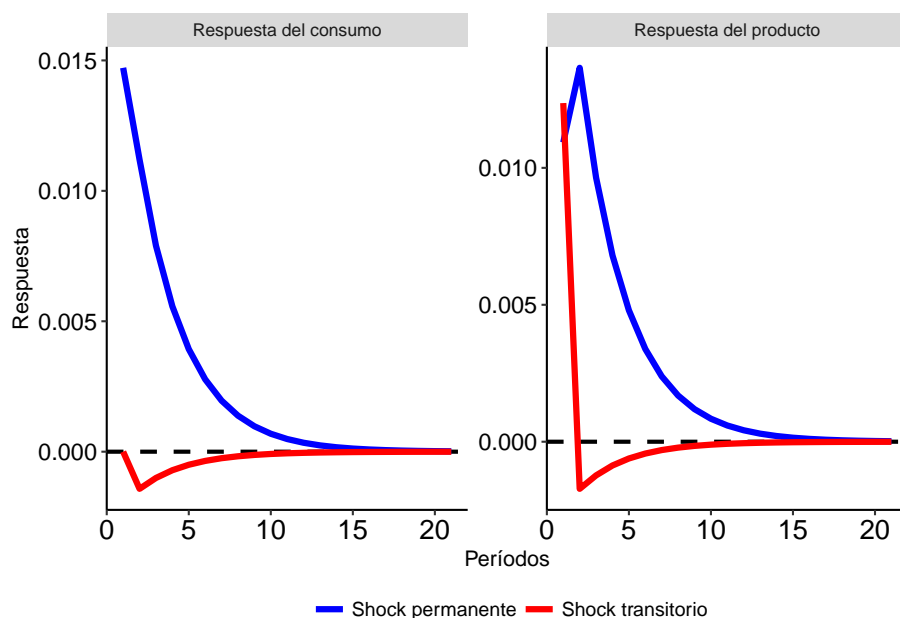 Respuesta del consumo
Respuesta del producto
Respuesta
0.015
0.010
0.005
0.000
0.010
0.005
0.000
0 5 10 15 20
0 5 10 15 20
Períodos
Shock permanente Shock transitorio